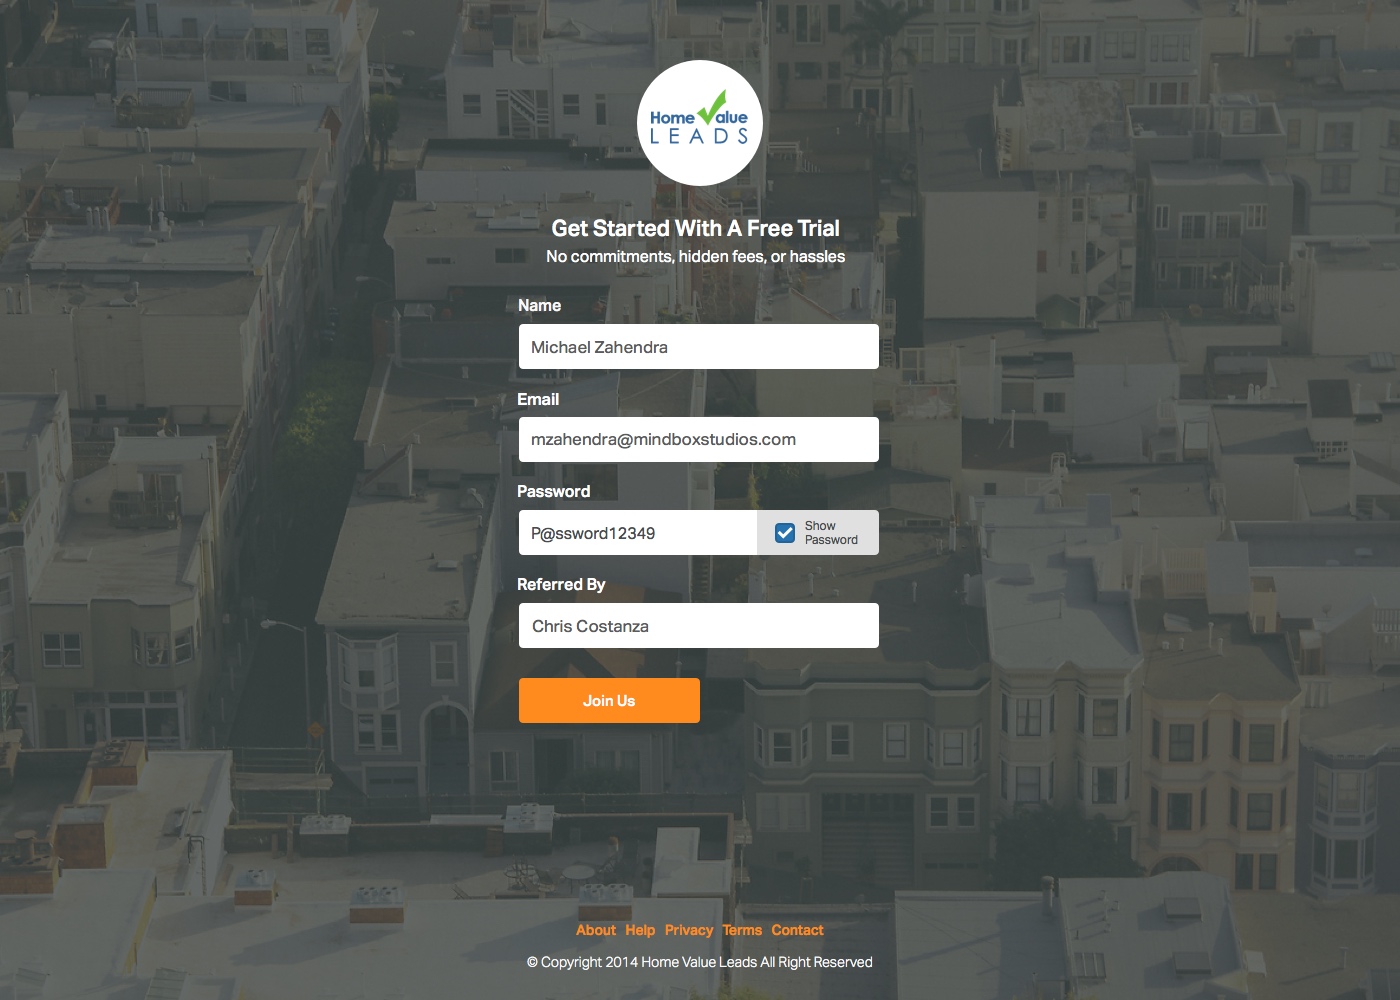 Home Value
LEADS
Get Started With A Free Trial
No commitments, hidden fees, or hassles
Name
Michael Zahendra
Email
mzahendra@mindboxstudios.com
Password
P@ssword12349
Show
Password
Referred By
Chris Costanza
Join Us
About Help Privacy Terms Contact
© Copyright 2014 Home Value Leads All Right Reserved